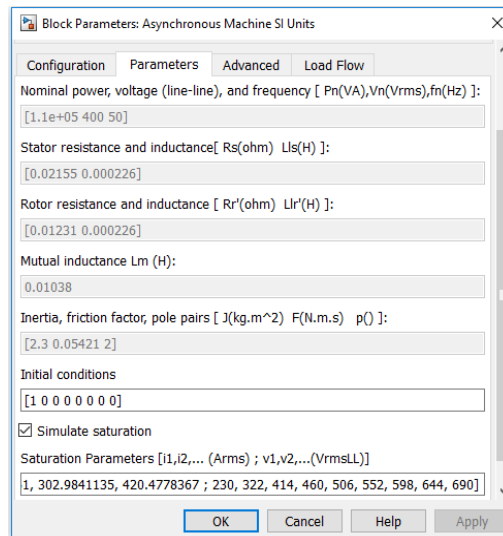 Block Parameters: Asynchronous Machine SI Units
Configuration Parameters Advanced Load Flow
Nominal power, voltage (line-line), and frequency [ Pn(VA),Vn(Vrms),fn(Hz) ]:
[1.1e+05 400 50]
Stator resistance and inductance[ Rs(ohm) Lls(H) ]:
[0.02155 0.000226]
Rotor resistance and inductance [ Rr'(ohm) Llr'(H) ]:
[0.01231 0.000226]
Mutual inductance Lm (H):
0.01038
Inertia, friction factor, pole pairs [ J(kg.m^2) F(N.m.s) p() ]:
[2.3 0.05421 2]
Initial conditions
[1 0 0 0 0 0 0 0]
Simulate saturation
Saturation Parameters [i1,i2,... (Arms) ; v1,v2,...(VrmsLL)]
1, 302.9841135, 420.4778367 ; 230, 322, 414, 460, 506, 552, 598, 644, 690]
OK Cancel Help Apply